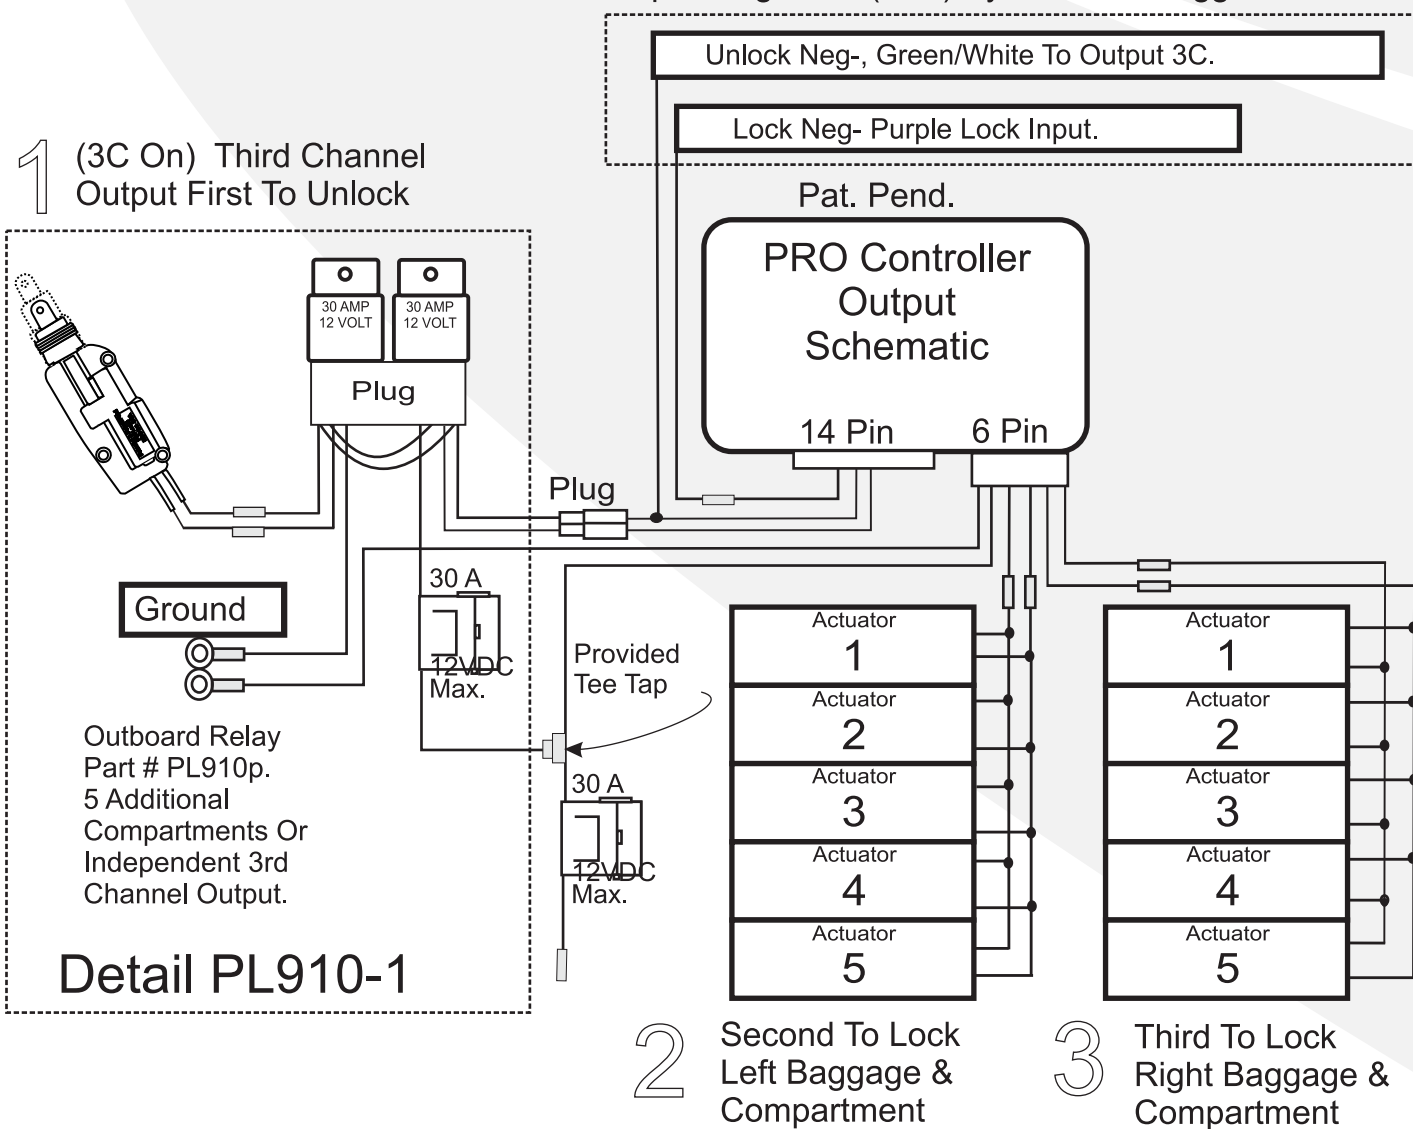 Unlock Neg-, Green/White To Output 3C.
Lock Neg- Purple Lock Input.
1
(3C On) Third Channel
Output First To Unlock
Pat. Pend.
PRO Controller
Output
Schematic
14 Pin
6 Pin
30 AMP
12 VOLT
30 AMP
12 VOLT
Plug
Plug
30 A
12VDC
Max.
Ground
Provided
Tee Tap
30 A
12VDC
Max.
Outboard Relay
Part # PL910p.
5 Additional
Compartments Or
Independent 3rd
Channel Output.
Detail PL910-1
Actuator
1
Actuator
2
Actuator
3
Actuator
4
Actuator
5
Actuator
1
Actuator
2
Actuator
3
Actuator
4
Actuator
5
2
Second To Lock
Left Baggage &
Compartment
3
Third To Lock
Right Baggage &
Compartment